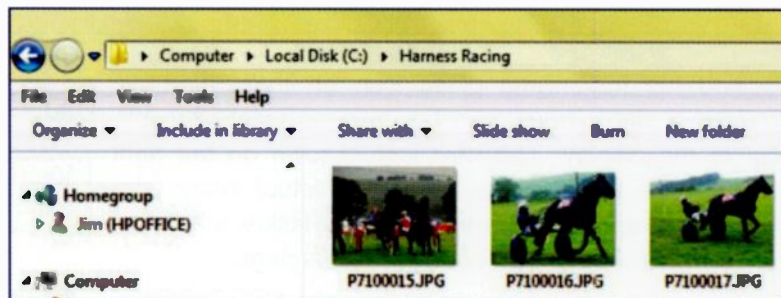 Computer Local Disk (C:) Harness Racing
File Edit View Tools Help
Organize Include in library Share with Slide show Burn New folder
Homegroup
Jim (HPOFFICE)
Computer
P7100015.JPG P7100016.JPG P7100017.JPG